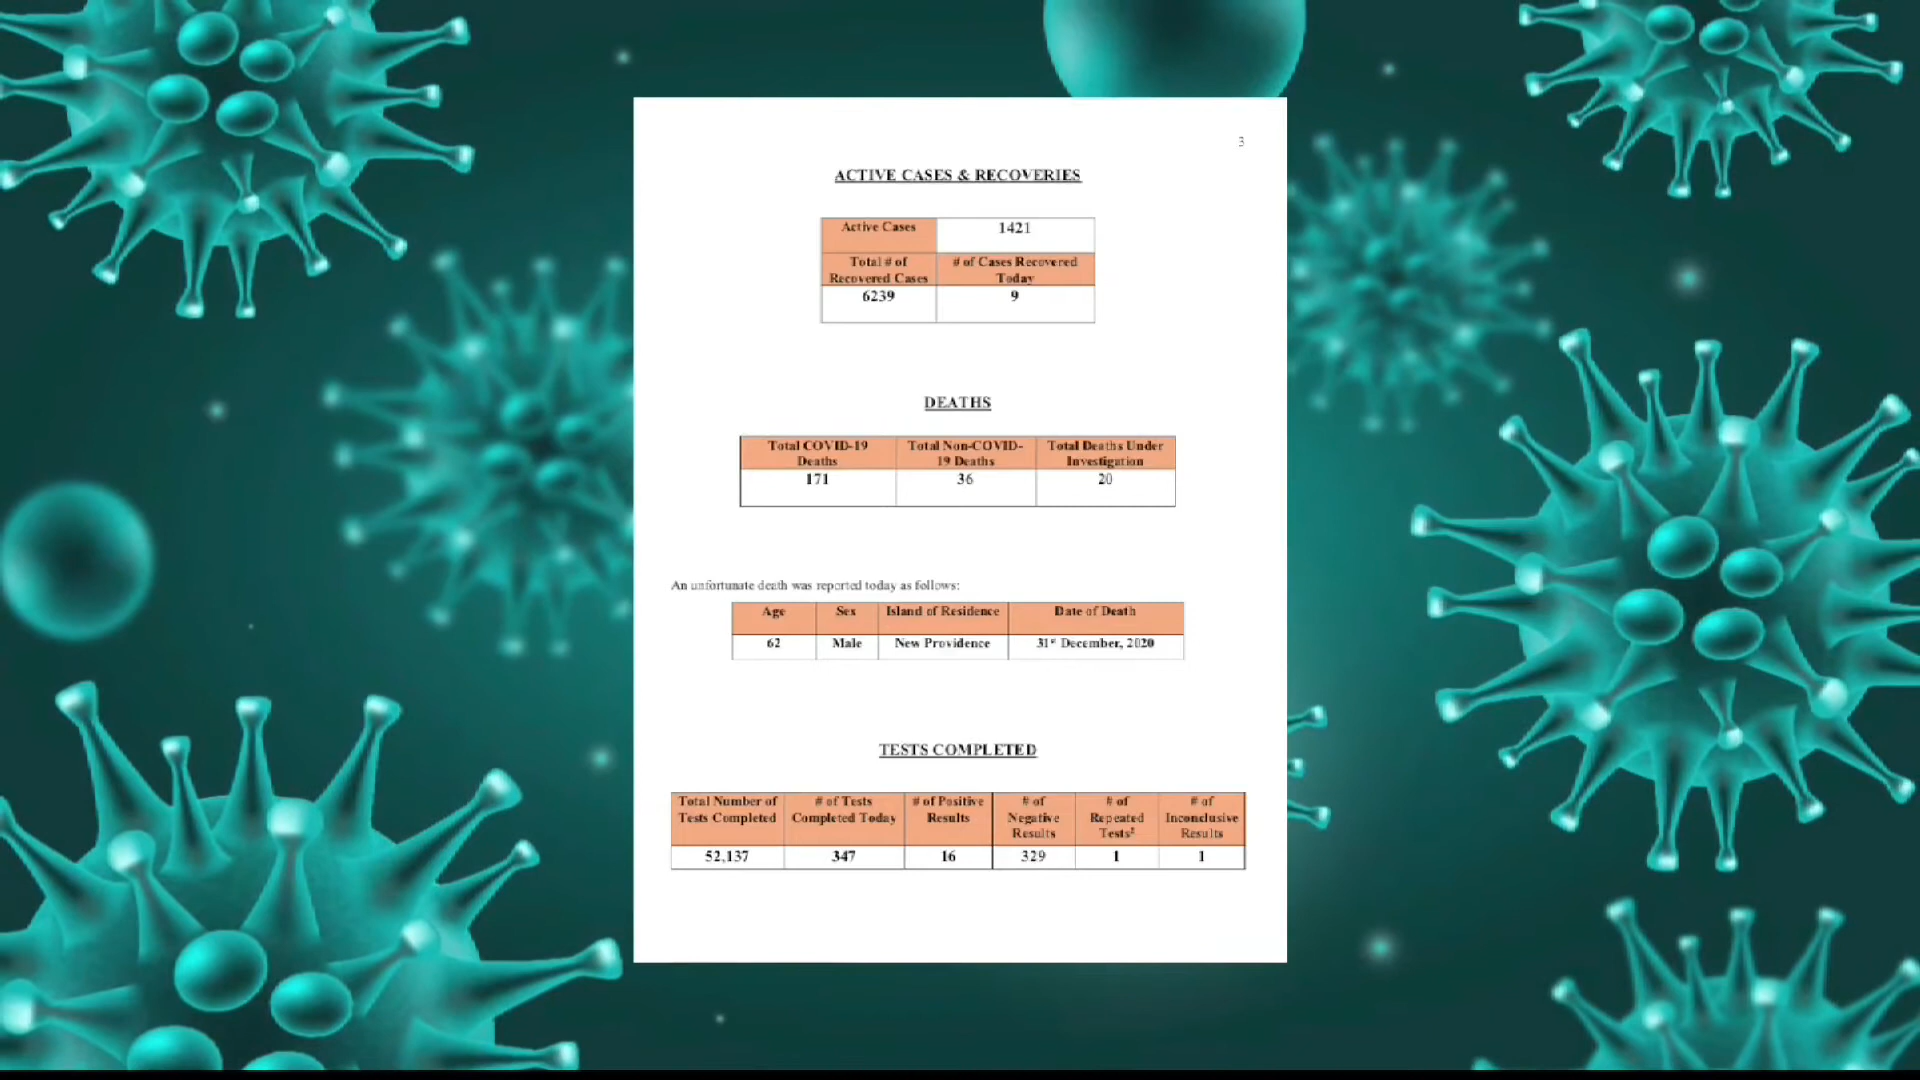 3
ACTIVE CASES & RECOVERIES
Active Cases 1421
Total # of # of Cases Recovered
Recovered Cases Today
6239 9
DEATHS
Total COVID-19 Total Non-COVID- Total Deaths Under
Deaths 19 Deaths Investigation
171 36 20
An unfortunate death was reported today as follows:
Age Sex Island of Residence Date of Death
62 Male New Providence 31st December, 2020
TESTS COMPLETED
Total Number of # of Tests # of Positive # of # of # of
Tests Completed Completed Today Results Negative Repeated Inconclusive
Results Tests² Results
52,137 347 16 329 1 1